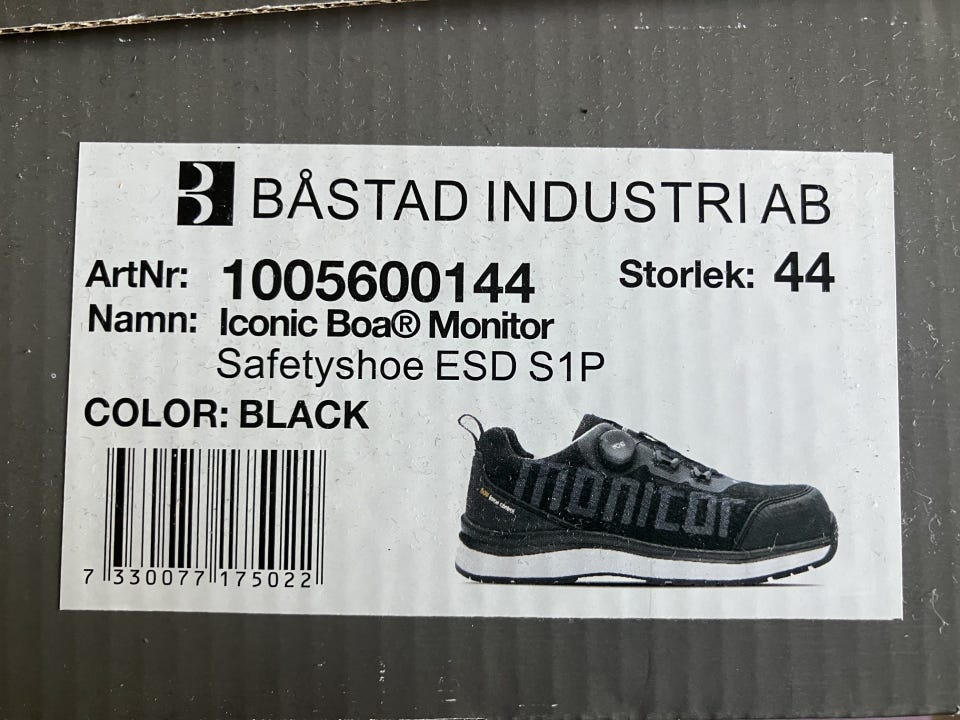 BÅSTAD INDUSTRI AB
ArtNr: 1005600144 Storlek: 44
Namn: Iconic Boa® Monitor
Safetyshoe ESD S1P
COLOR: BLACK
monitor
7 330077 175022